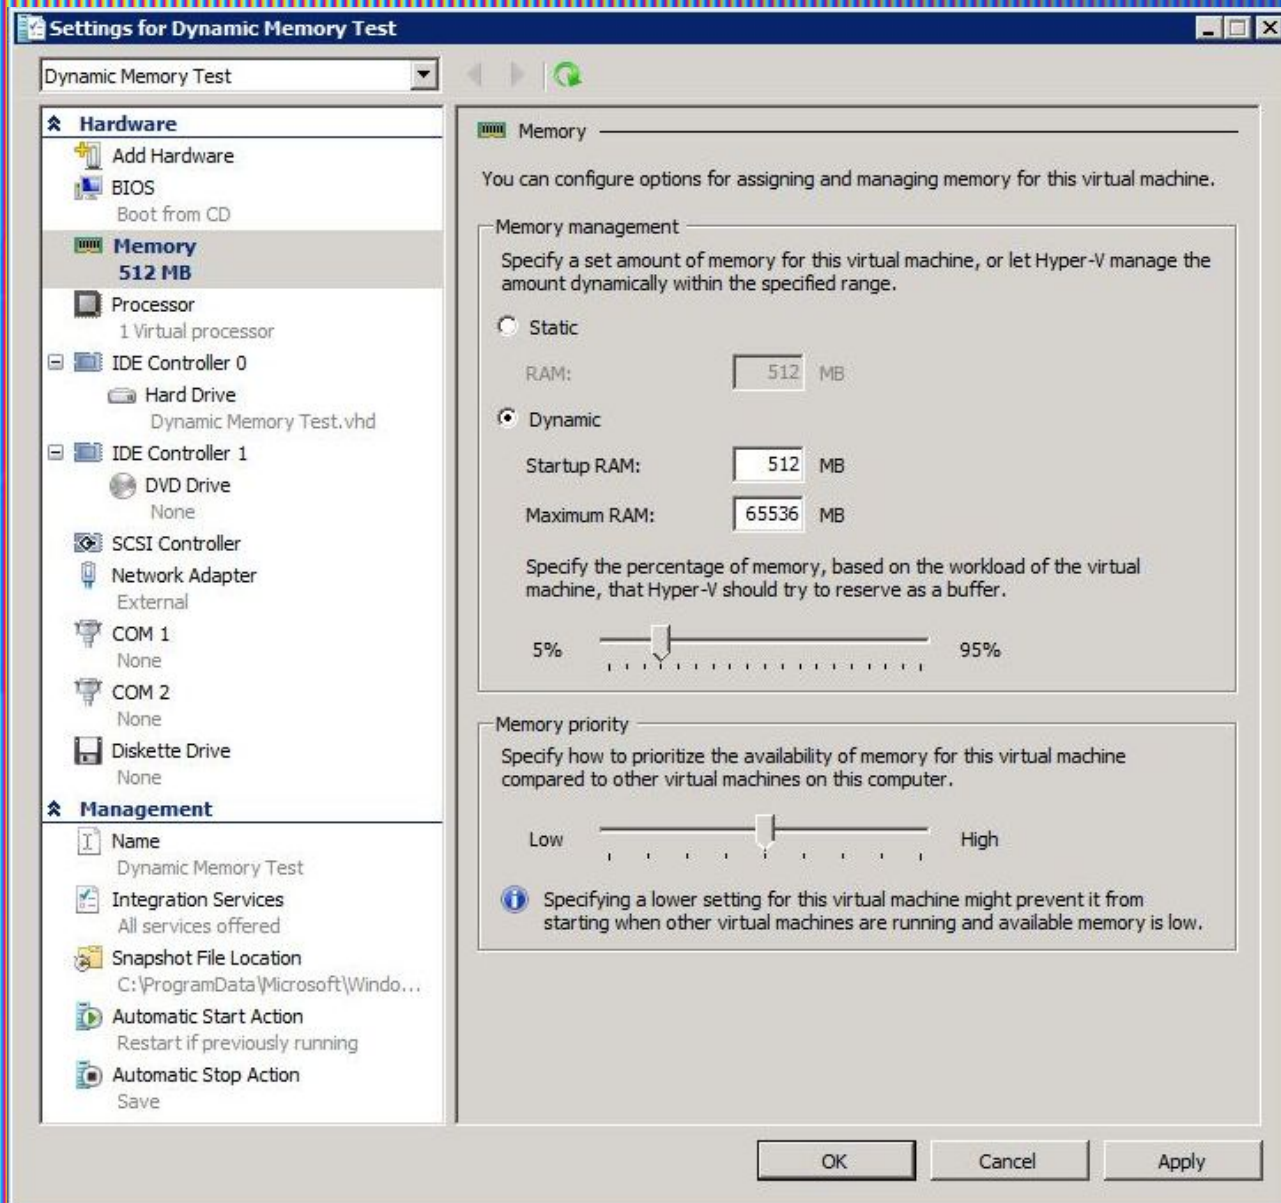 Settings for Dynamic Memory Test
Dynamic Memory Test
Hardware
Add Hardware
BIOS
Boot from CD
Memory
512 MB
Processor
1 Virtual processor
IDE Controller 0
Hard Drive
Dynamic Memory Test.vhd
IDE Controller 1
DVD Drive
None
SCSI Controller
Network Adapter
External
COM 1
None
COM 2
None
Diskette Drive
None
Management
Name
Dynamic Memory Test
Integration Services
All services offered
Snapshot File Location
C:\ProgramData\Microsoft\Windo...
Automatic Start Action
Restart if previously running
Automatic Stop Action
Save
Memory
You can configure options for assigning and managing memory for this virtual machine.
Memory management
Specify a set amount of memory for this virtual machine, or let Hyper-V manage the
amount dynamically within the specified range.
Static
RAM: 512 MB
Dynamic
Startup RAM: 512 MB
Maximum RAM: 65536 MB
Specify the percentage of memory, based on the workload of the virtual
machine, that Hyper-V should try to reserve as a buffer.
5% 95%
Memory priority
Specify how to prioritize the availability of memory for this virtual machine
compared to other virtual machines on this computer.
Low High
Specifying a lower setting for this virtual machine might prevent it from
starting when other virtual machines are running and available memory is low.
OK Cancel Apply